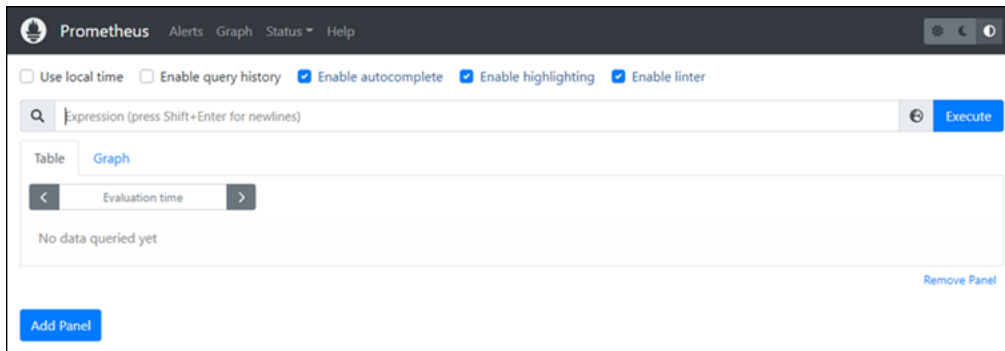 Prometheus Alerts Graph Status Help
Use local time Enable query history Enable autocomplete Enable highlighting Enable linter
Expression (press Shift+Enter for newlines) Execute
Table Graph
Evaluation time
No data queried yet
Remove Panel
Add Panel